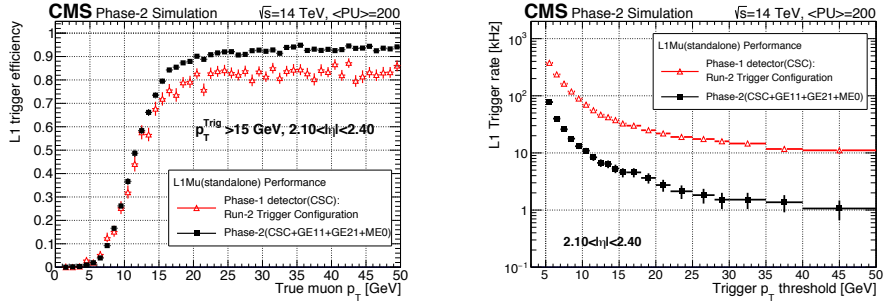 CMS Phase-2 Simulation √s=14 TeV, <PU>=200
L1 trigger efficiency
1
0.9
0.8
0.7
0.6
0.5
0.4
0.3
0.2
0.1
0
p_T^Trig >15 GeV, 2.10<|η|<2.40
L1Mu(standalone) Performance
Phase-1 detector(CSC):
Run-2 Trigger Configuration
Phase-2(CSC+GE11+GE21+ME0)
0 5 10 15 20 25 30 35 40 45 50
True muon p_T [GeV]
CMS Phase-2 Simulation √s=14 TeV, <PU>=200
L1 Trigger rate [kHz]
10³
10²
10
1
10⁻¹
L1Mu(standalone) Performance
Phase-1 detector(CSC):
Run-2 Trigger Configuration
Phase-2(CSC+GE11+GE21+ME0)
2.10<|η|<2.40
5 10 15 20 25 30 35 40 45 50
Trigger p_T threshold [GeV]